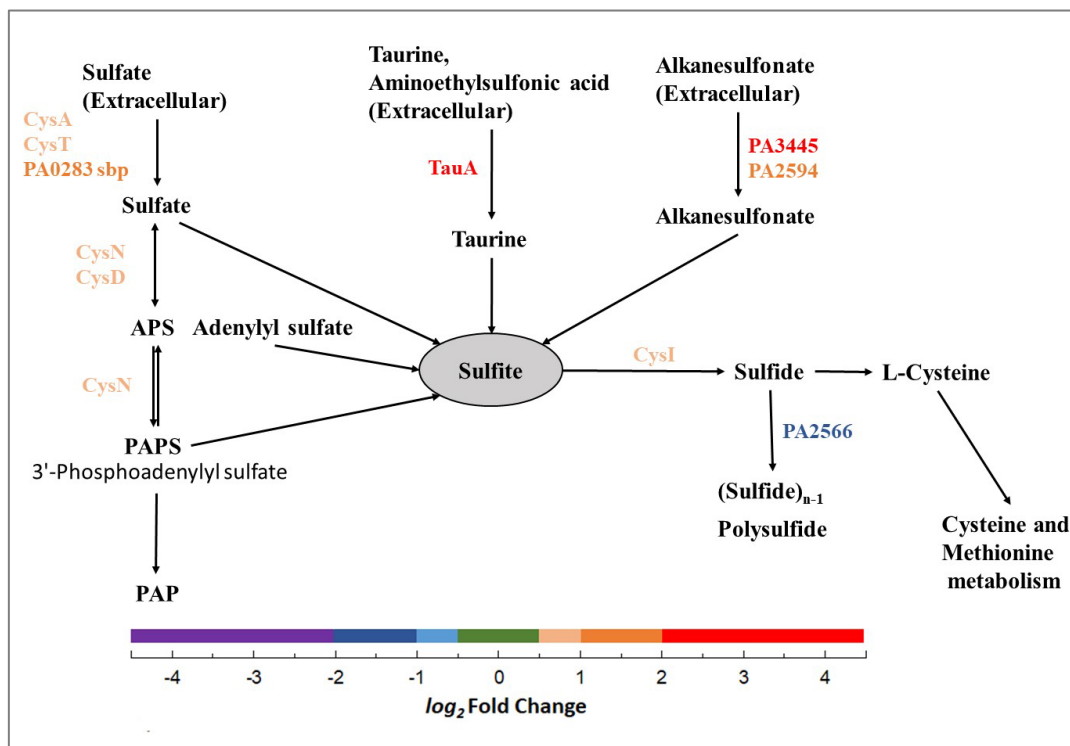 Sulfate
(Extracellular)
CysA
CysT
PA0283 sbp
Sulfate
CysN
CysD
APS
CysN
PAPS
3'-Phosphoadenylyl sulfate
PAP
Taurine,
Aminoethylsulfonic acid
(Extracellular)
TauA
Taurine
Adenylyl sulfate
Sulfite
Alkanesulfonate
(Extracellular)
PA3445
PA2594
Alkanesulfonate
CysI
Sulfide
L-Cysteine
PA2566
(Sulfide)n-1
Polysulfide
Cysteine and
Methionine
metabolism
-4 -3 -2 -1 0 1 2 3 4
log2 Fold Change